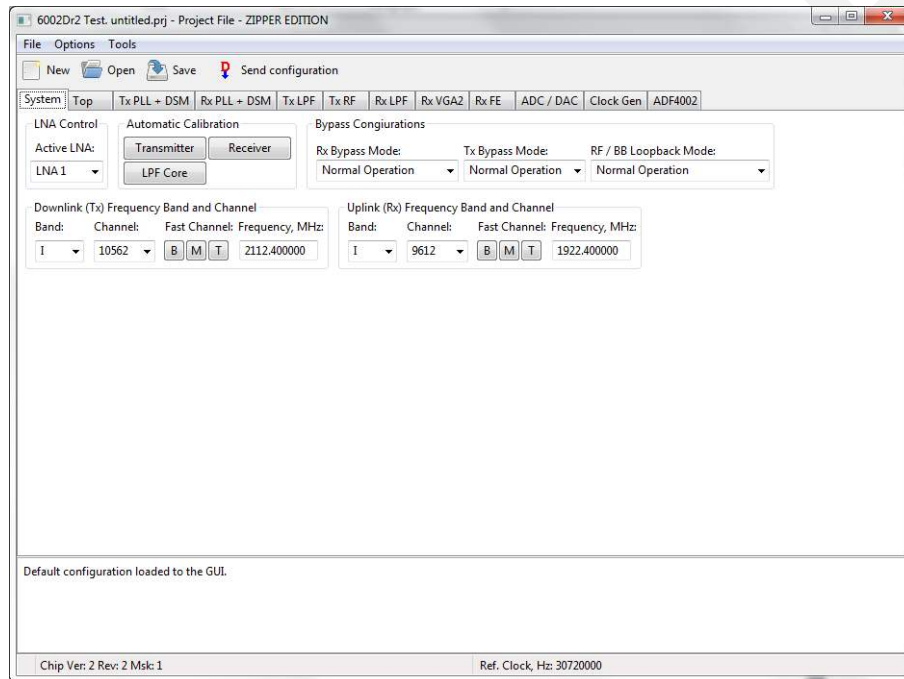 6002Dr2 Test. untitled.prj - Project File - ZIPPER EDITION
File Options Tools
New Open Save Send configuration
System Top Tx PLL + DSM Rx PLL + DSM Tx LPF Tx RF Rx LPF Rx VGA2 Rx FE ADC / DAC Clock Gen ADF4002
LNA Control Automatic Calibration Bypass Congiurations
Active LNA: Transmitter Receiver Rx Bypass Mode: Tx Bypass Mode: RF / BB Loopback Mode:
LNA 1 LPF Core Normal Operation Normal Operation Normal Operation
Downlink (Tx) Frequency Band and Channel Uplink (Rx) Frequency Band and Channel
Band: Channel: Fast Channel: Frequency, MHz: Band: Channel: Fast Channel: Frequency, MHz:
I 10562 B M T 2112.400000 I 9612 B M T 1922.400000
Default configuration loaded to the GUI.
Chip Ver: 2 Rev: 2 Msk: 1 Ref. Clock, Hz: 30720000